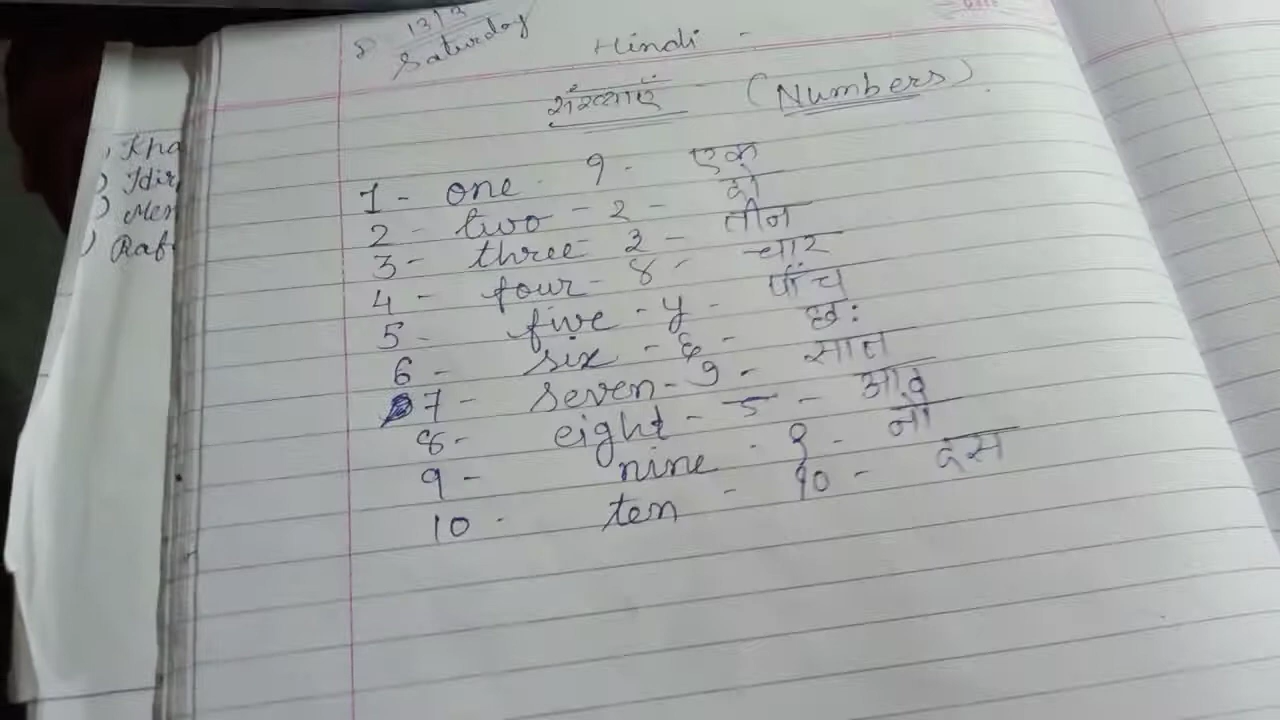 13/3
Saturday
Hindi -
संख्याएँ (Numbers)
1 - one - १ - एक
2 - two - २ - दो
3 - three - ३ - तीन
4 - four - ४ - चार
5 - five - ५ - पाँच
6 - six - ६ - छः
7 - seven - ७ - सात
8 - eight - ८ - आठ
9 - nine - ९ - नौ
10 - ten - १० - दस